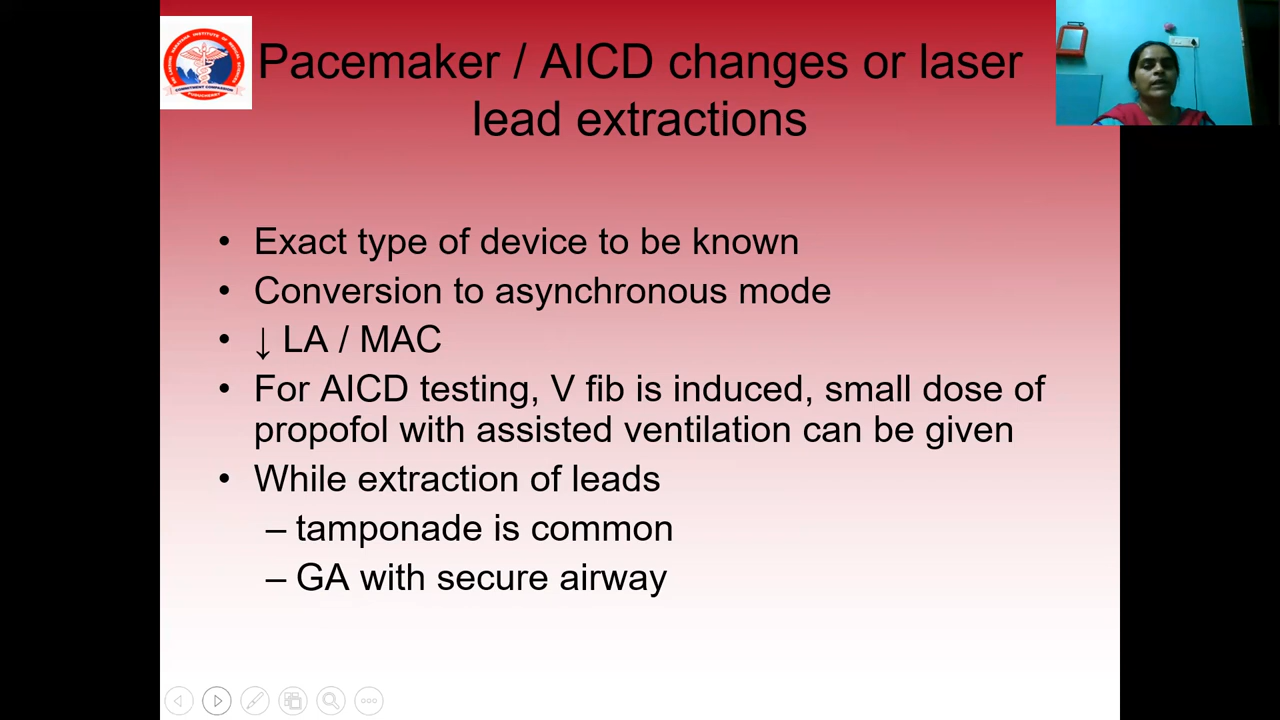 Pacemaker / AICD changes or laser
lead extractions
• Exact type of device to be known
• Conversion to asynchronous mode
• ↓ LA / MAC
• For AICD testing, V fib is induced, small dose of
propofol with assisted ventilation can be given
• While extraction of leads
– tamponade is common
– GA with secure airway